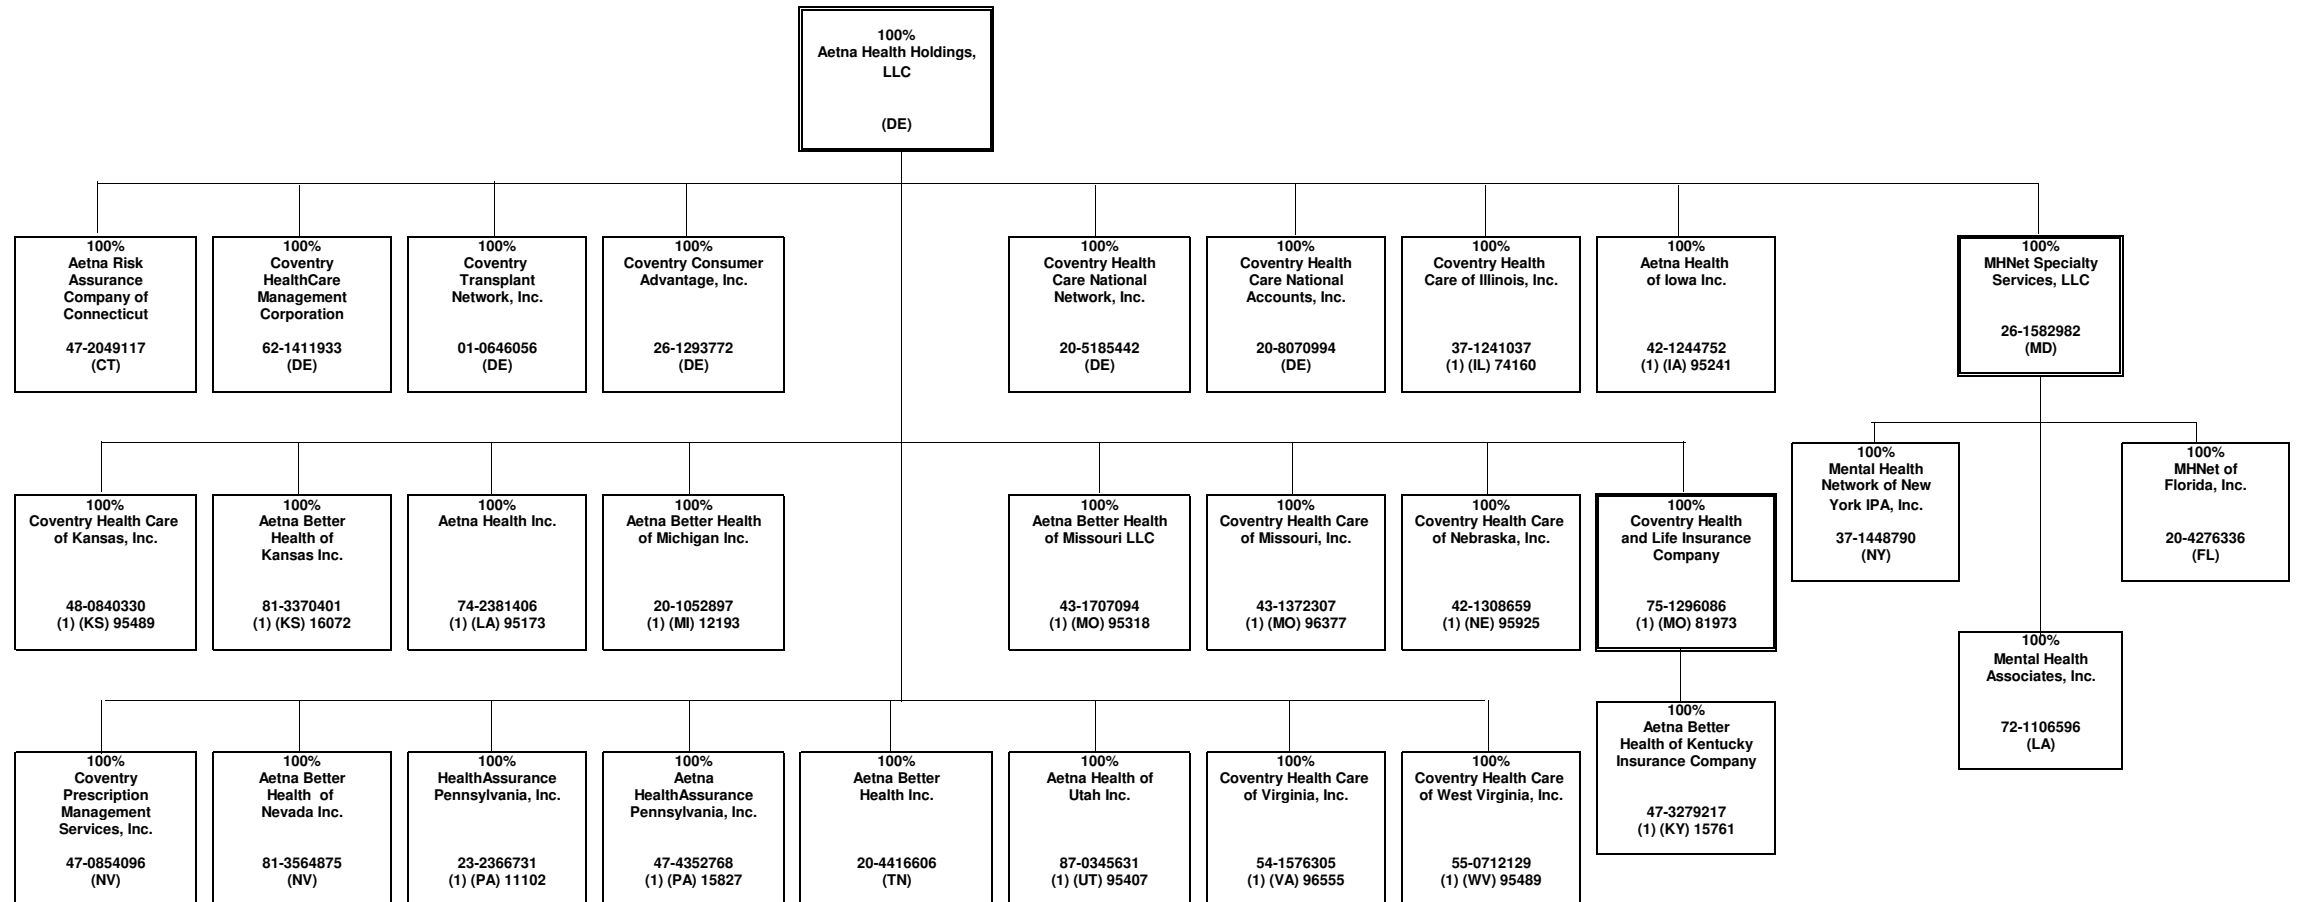 100%
Aetna Health Holdings,
LLC
(DE)
100%
Aetna Risk
Assurance
Company of
Connecticut
47-2049117
(CT)
100%
Coventry
HealthCare
Management
Corporation
62-1411933
(DE)
100%
Coventry
Transplant
Network, Inc.
01-0646056
(DE)
100%
Coventry Consumer
Advantage, Inc.
26-1293772
(DE)
100%
Coventry Health
Care National
Network, Inc.
20-5185442
(DE)
100%
Coventry Health
Care National
Accounts, Inc.
20-8070994
(DE)
100%
Coventry Health
Care of Illinois, Inc.
37-1241037
(1) (IL) 74160
100%
Aetna Health
of Iowa Inc.
42-1244752
(1) (IA) 95241
100%
MHNet Specialty
Services, LLC
26-1582982
(MD)
100%
Mental Health
Network of New
York IPA, Inc.
37-1448790
(NY)
100%
MHNet of
Florida, Inc.
20-4276336
(FL)
100%
Coventry Health Care
of Kansas, Inc.
48-0840330
(1) (KS) 95489
100%
Aetna Better
Health of
Kansas Inc.
81-3370401
(1) (KS) 16072
100%
Aetna Health Inc.
74-2381406
(1) (LA) 95173
100%
Aetna Better Health
of Michigan Inc.
20-1052897
(1) (MI) 12193
100%
Aetna Better Health
of Missouri LLC
43-1707094
(1) (MO) 95318
100%
Coventry Health Care
of Missouri, Inc.
43-1372307
(1) (MO) 96377
100%
Coventry Health Care
of Nebraska, Inc.
42-1308659
(1) (NE) 95925
100%
Coventry Health
and Life Insurance
Company
75-1296086
(1) (MO) 81973
100%
Mental Health
Associates, Inc.
72-1106596
(LA)
100%
Aetna Better
Health of Kentucky
Insurance Company
47-3279217
(1) (KY) 15761
100%
Coventry
Prescription
Management
Services, Inc.
47-0854096
(NV)
100%
Aetna Better
Health  of
Nevada Inc.
81-3564875
(NV)
100%
HealthAssurance
Pennsylvania, Inc.
23-2366731
(1) (PA) 11102
100%
Aetna
HealthAssurance
Pennsylvania, Inc.
47-4352768
(1) (PA) 15827
100%
Aetna Better
Health Inc.
20-4416606
(TN)
100%
Aetna Health of
Utah Inc.
87-0345631
(1) (UT) 95407
100%
Coventry Health Care
of Virginia, Inc.
54-1576305
(1) (VA) 96555
100%
Coventry Health Care
of West Virginia, Inc.
55-0712129
(1) (WV) 95489